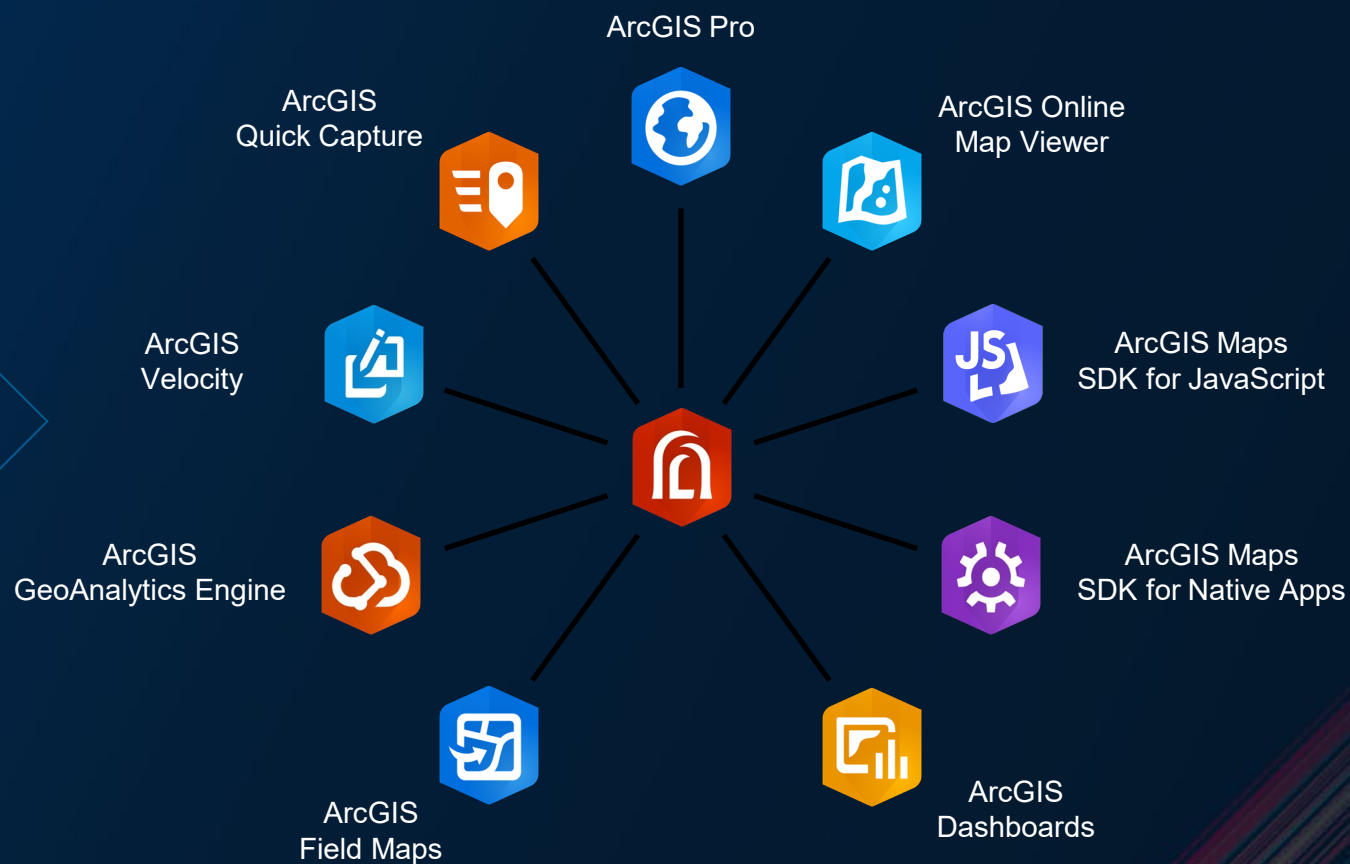 ArcGIS Pro
ArcGIS
Quick Capture
ArcGIS Online
Map Viewer
ArcGIS
Velocity
JS
ArcGIS Maps
SDK for JavaScript
ArcGIS
GeoAnalytics Engine
ArcGIS Maps
SDK for Native Apps
ArcGIS
Field Maps
ArcGIS
Dashboards